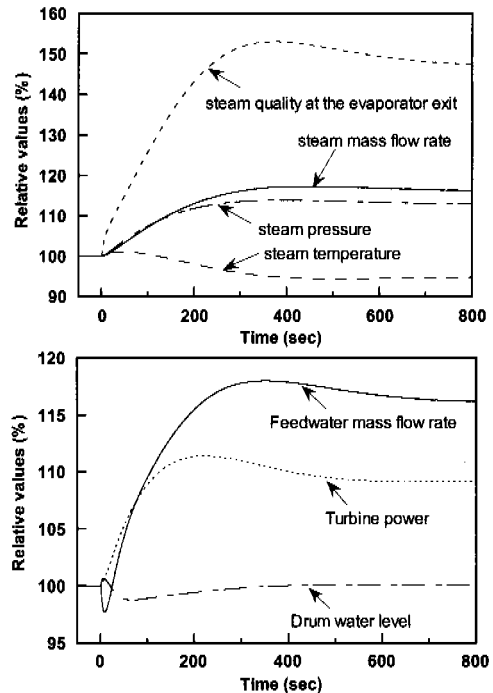 160
150
140
130
120
110
100
90
Relative values (%)
steam quality at the evaporator exit
steam mass flow rate
steam pressure
steam temperature
0
200
400
600
800
Time (sec)
120
115
110
105
100
95
Relative values (%)
Feedwater mass flow rate
Turbine power
Drum water level
0
200
400
600
800
Time (sec)